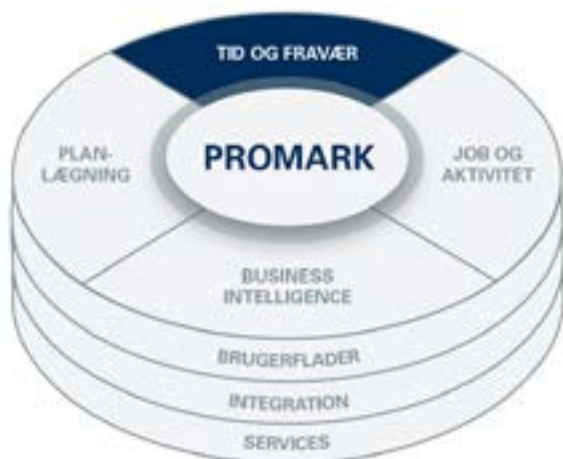 TID OG FRAVÆR
PLAN-
LÆGNING
PROMARK
JOB OG
AKTIVITET
BUSINESS
INTELLIGENCE
BRUGERFLADER
INTEGRATION
SERVICES